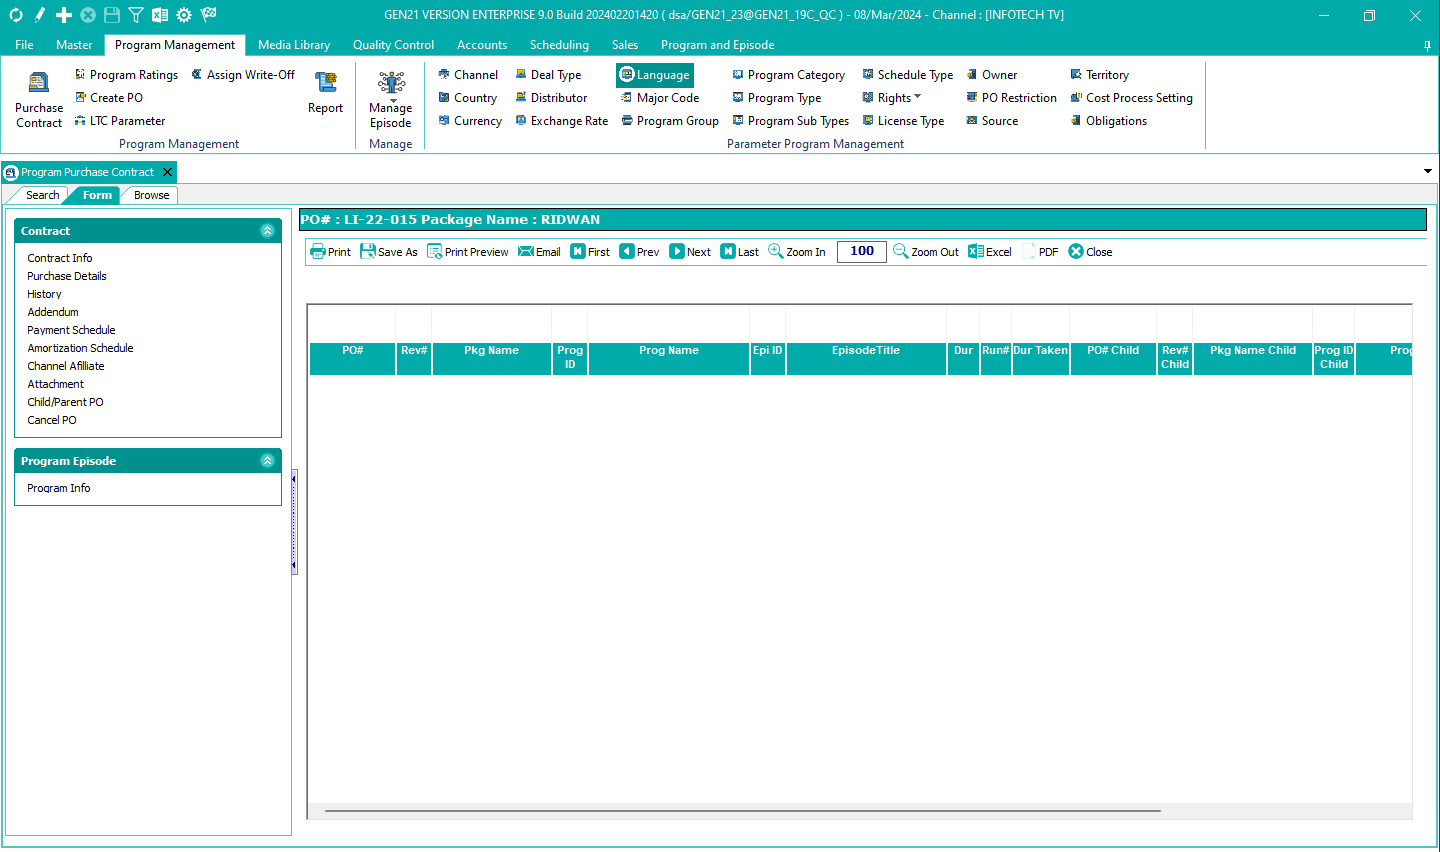 GEN21 VERSION ENTERPRISE 9.0 Build 202402201420 ( dsa/GEN21_23@GEN21_19C_QC ) - 08/Mar/2024 - Channel : [INFOTECH TV]
File Master Program Management Media Library Quality Control Accounts Scheduling Sales Program and Episode
Purchase Contract
Program Ratings
Create PO
LTC Parameter
Assign Write-Off
Report
Program Management
Manage Episode
Manage
Channel Deal Type Language Program Category Schedule Type Owner Territory
Country Distributor Major Code Program Type Rights PO Restriction Cost Process Setting
Currency Exchange Rate Program Group Program Sub Types License Type Source Obligations
Parameter Program Management
Program Purchase Contract
Search Form Browse
Contract
Contract Info
Purchase Details
History
Addendum
Payment Schedule
Amortization Schedule
Channel Afilliate
Attachment
Child/Parent PO
Cancel PO
Program Episode
Program Info
PO# : LI-22-015 Package Name : RIDWAN
Print Save As Print Preview Email First Prev Next Last Zoom In 100 Zoom Out Excel PDF Close
PO# Rev# Pkg Name Prog ID Prog Name Epi ID EpisodeTitle Dur Run# Dur Taken PO# Child Rev# Child Pkg Name Child Prog ID Child Prog